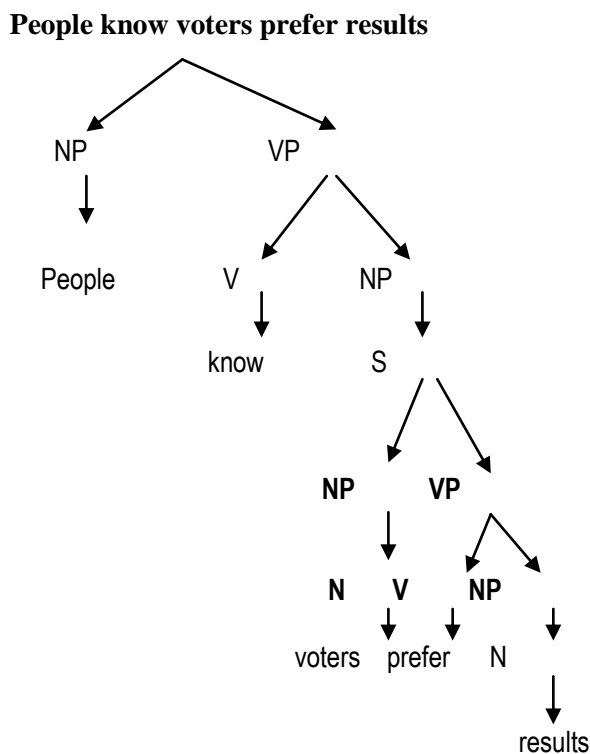 People know voters prefer results
NP VP
People V NP
know S
NP VP
N V NP
voters prefer N
results